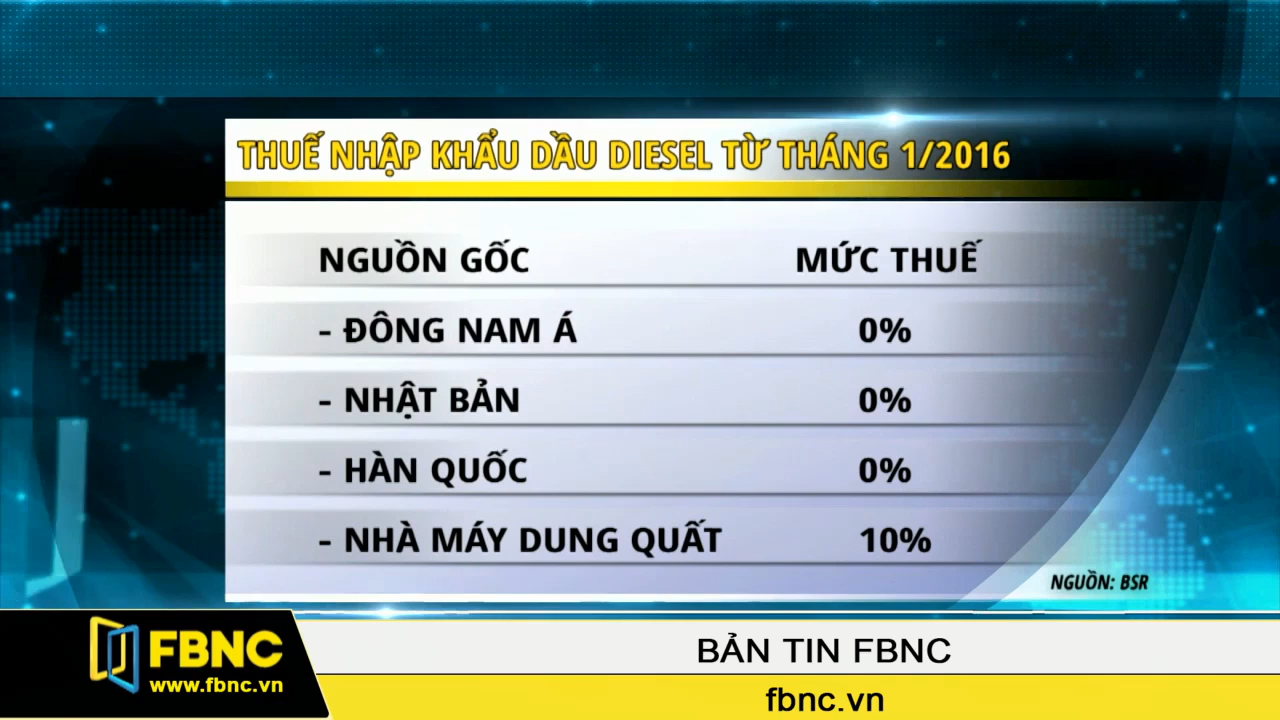 THUẾ NHẬP KHẨU DẦU DIESEL TỪ THÁNG 1/2016
NGUỒN GỐC MỨC THUẾ
- ĐÔNG NAM Á 0%
- NHẬT BẢN 0%
- HÀN QUỐC 0%
- NHÀ MÁY DUNG QUẤT 10%
NGUỒN: BSR
FBNC
www.fbnc.vn
BẢN TIN FBNC
fbnc.vn